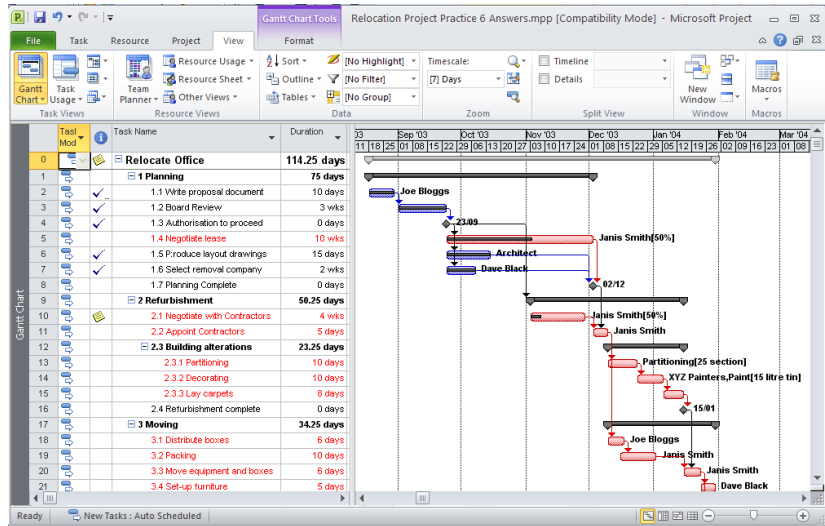 Gantt Chart Tools
Relocation Project Practice 6 Answers.mpp [Compatibility Mode] - Microsoft Project
File Task Resource Project View Format
Gantt Chart
Task Usage
Team Planner
Resource Usage
Resource Sheet
Other Views
Sort
Outline
Tables
[No Highlight]
[No Filter]
[No Group]
Timescale:
[7] Days
Timeline
Details
New Window
Macros
Task Views Resource Views Data Zoom Split View Window Macros
Task Mod Task Name Duration
Sep '03 Oct '03 Nov '03 Dec '03 Jan '04 Feb '04 Mar '04
11 18 25 01 08 15 22 29 06 13 20 27 03 10 17 24 01 08 15 22 29 05 12 19 26 02 09 16 23 01 08
0 Relocate Office 114.25 days
1 1 Planning 75 days
2 1.1 Write proposal document 10 days Joe Bloggs
3 1.2 Board Review 3 wks
4 1.3 Authorisation to proceed 0 days 23/09
5 1.4 Negotiate lease 10 wks Janis Smith[50%]
6 1.5 P:roduce layout drawings 15 days Architect
7 1.6 Select removal company 2 wks Dave Black
8 1.7 Planning Complete 0 days 02/12
9 2 Refurbishment 50.25 days
10 2.1 Negotiate with Contractors 4 wks Janis Smith[50%]
11 2.2 Appoint Contractors 5 days Janis Smith
12 2.3 Building alterations 23.25 days
13 2.3.1 Partitioning 10 days Partitioning[25 section]
14 2.3.2 Decorating 10 days XYZ Painters,Paint[15 litre tin]
15 2.3.3 Lay carpets 8 days
16 2.4 Refurbishment complete 0 days 15/01
17 3 Moving 34.25 days
18 3.1 Distribute boxes 6 days Joe Bloggs
19 3.2 Packing 10 days Janis Smith
20 3.3 Move equipment and boxes 6 days Janis Smith
21 3.4 Set-up furniture 5 days Dave Black
Gantt Chart
Ready New Tasks : Auto Scheduled